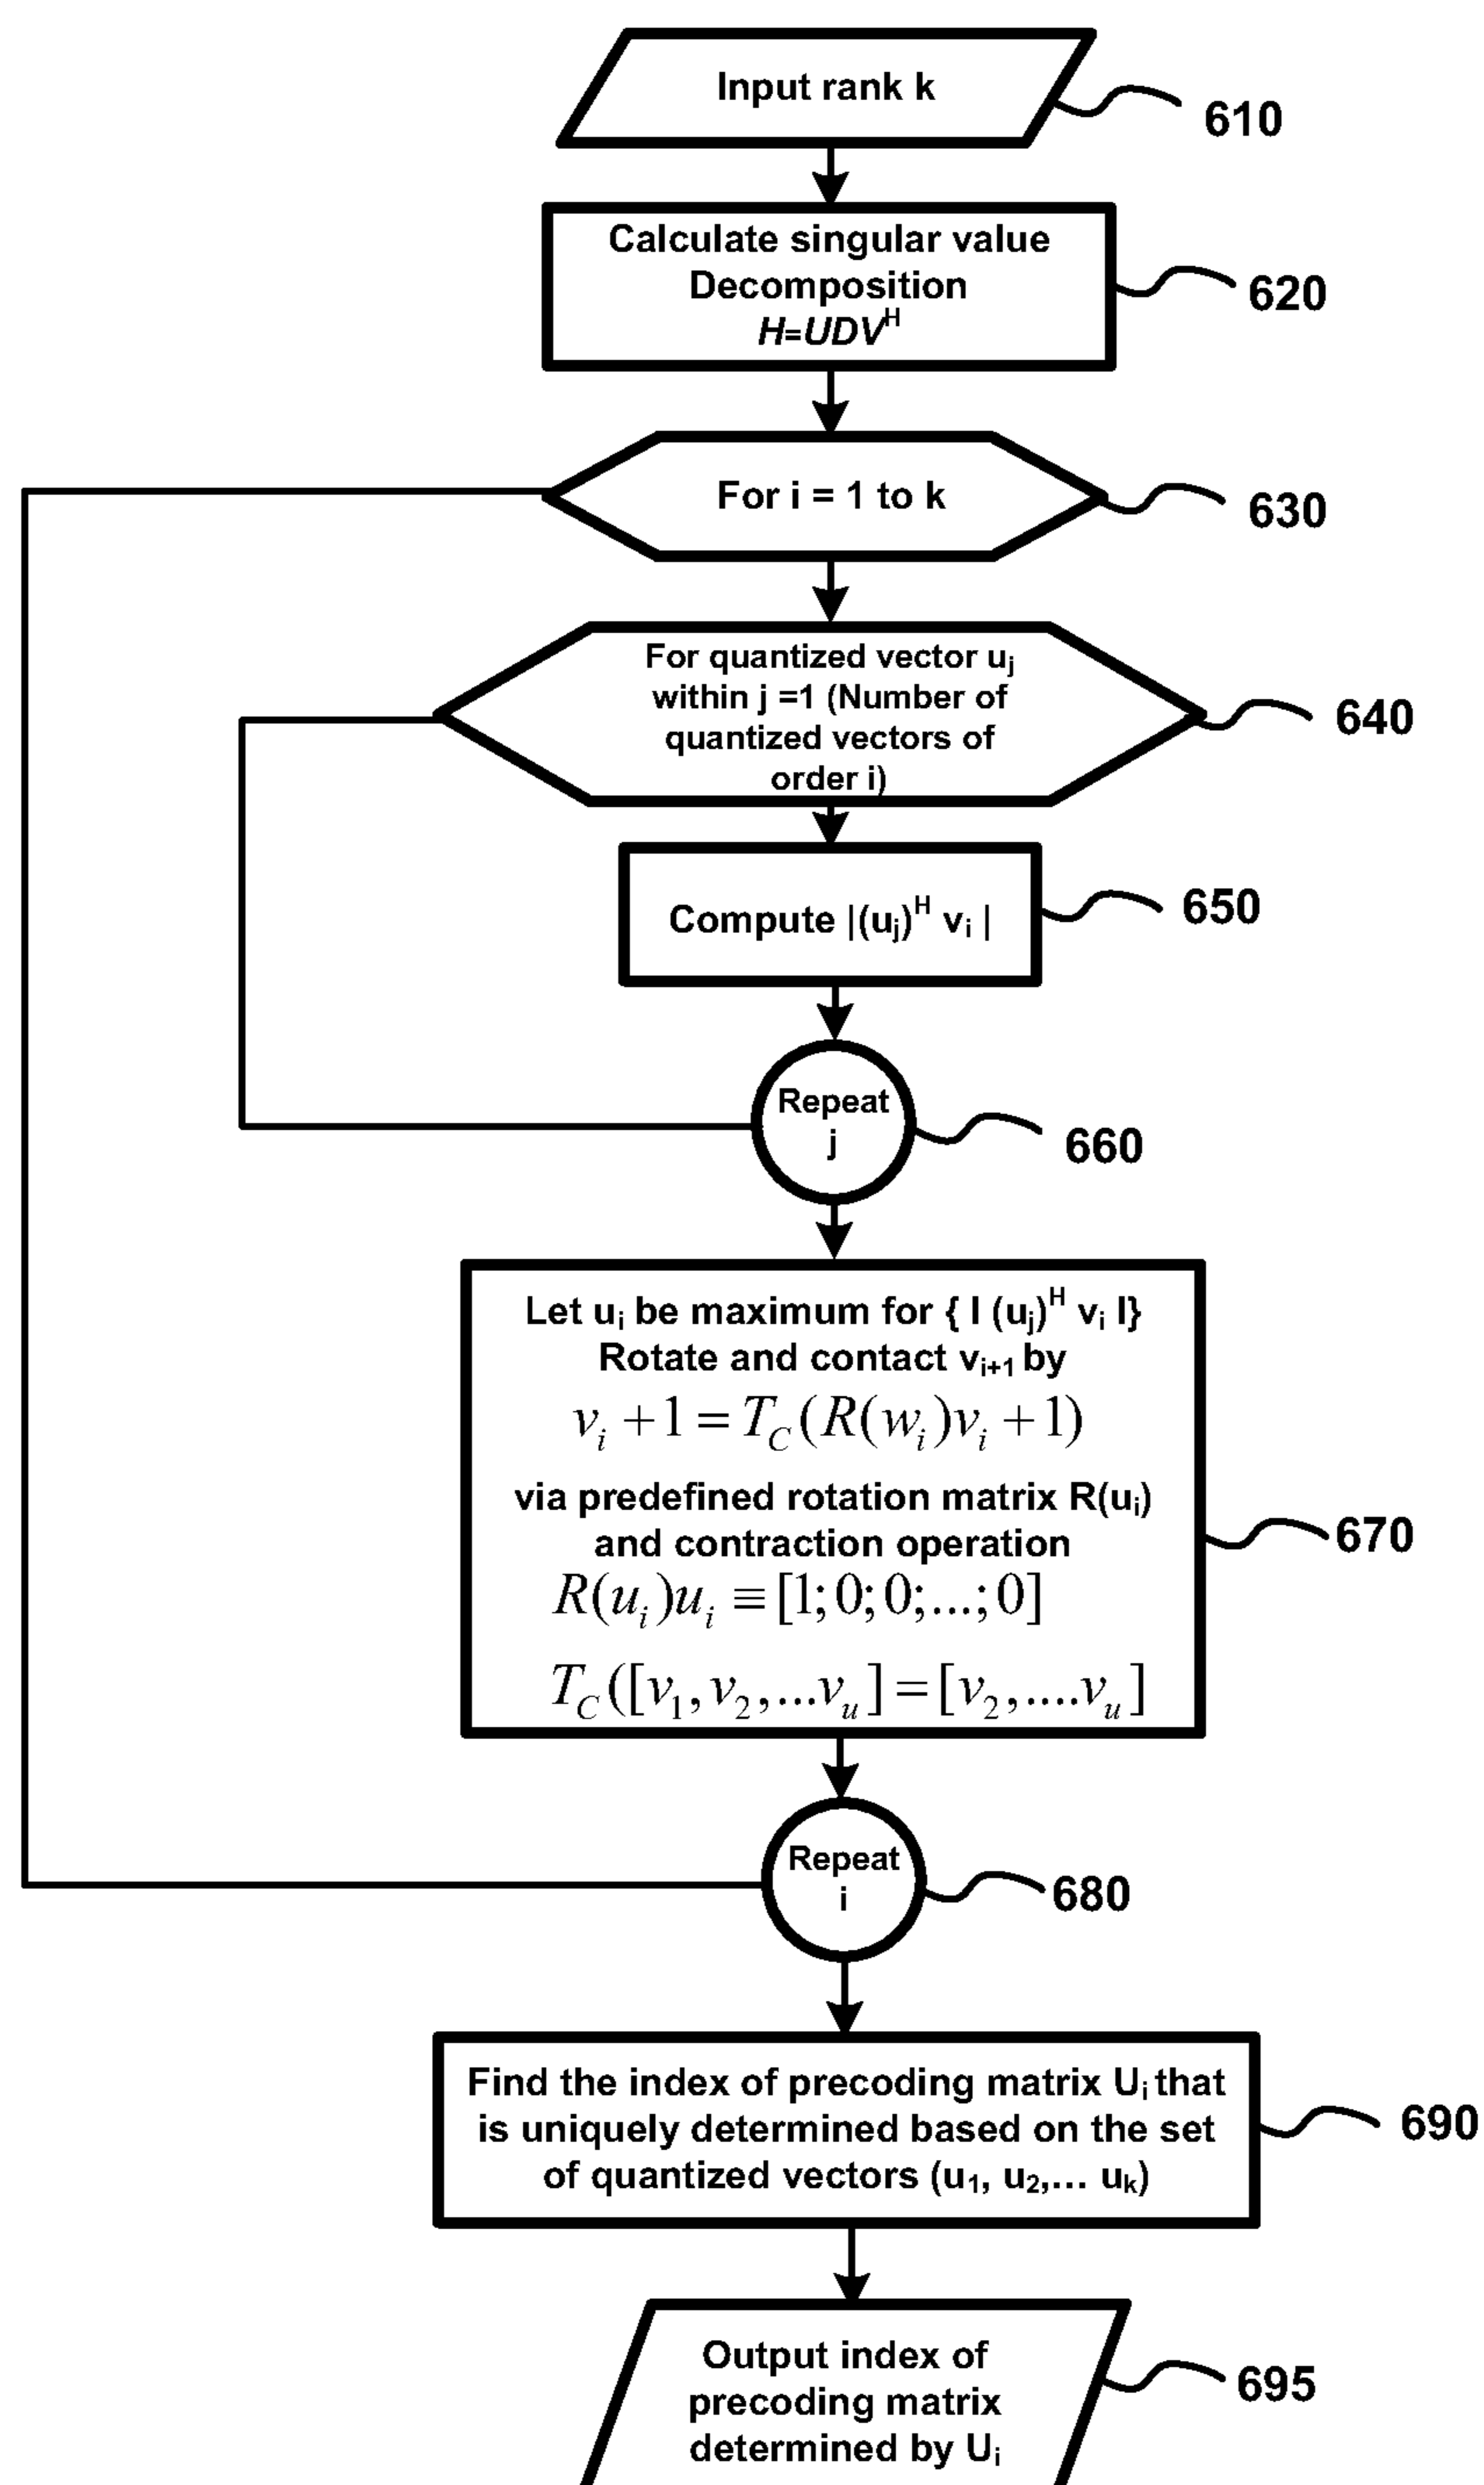 Input rank k
610
Calculate singular value
Decomposition
H=UDV^H
620
For i = 1 to k
630
For quantized vector u_j
within j =1 (Number of
quantized vectors of
order i)
640
Compute |(u_j)^H v_i |
650
Repeat
j
660
Let u_i be maximum for { I (u_j)^H v_i I}
Rotate and contact v_{i+1} by
v_i + 1 = T_C(R(w_i)v_i + 1)
via predefined rotation matrix R(u_i)
and contraction operation
R(u_i)u_i ≡ [1; 0; 0; ...; 0]
T_C([v_1, v_2, ...v_u] = [v_2, ....v_u]
670
Repeat
i
680
Find the index of precoding matrix U_i that
is uniquely determined based on the set
of quantized vectors (u_1, u_2,... u_k)
690
Output index of
precoding matrix
determined by U_i
695